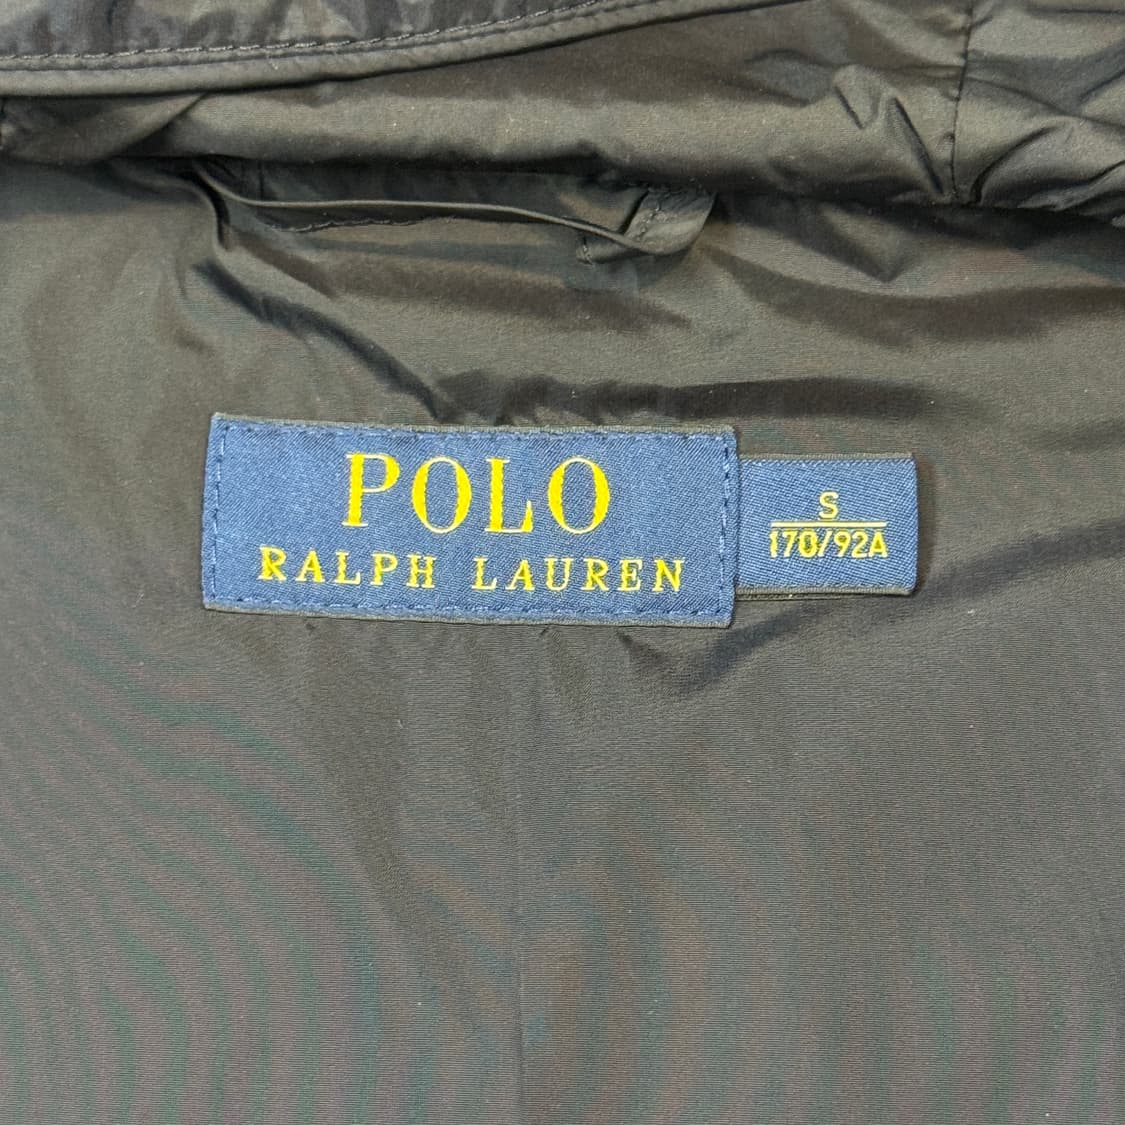 POLO
RALPH LAUREN
S
170/92A